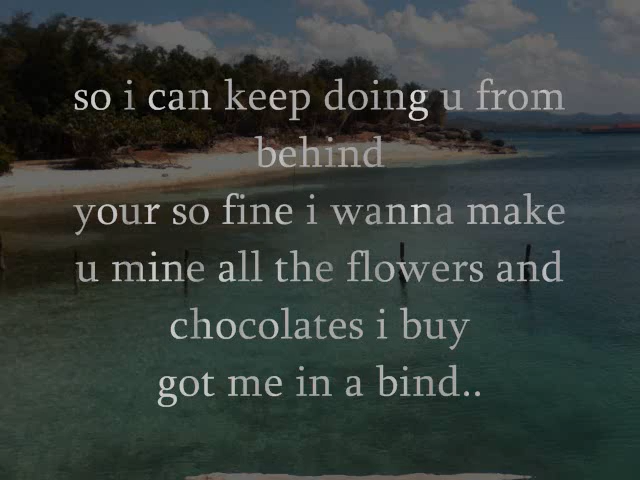 so i can keep doing u from
behind
your so fine i wanna make
u mine all the flowers and
chocolates i buy
got me in a bind..